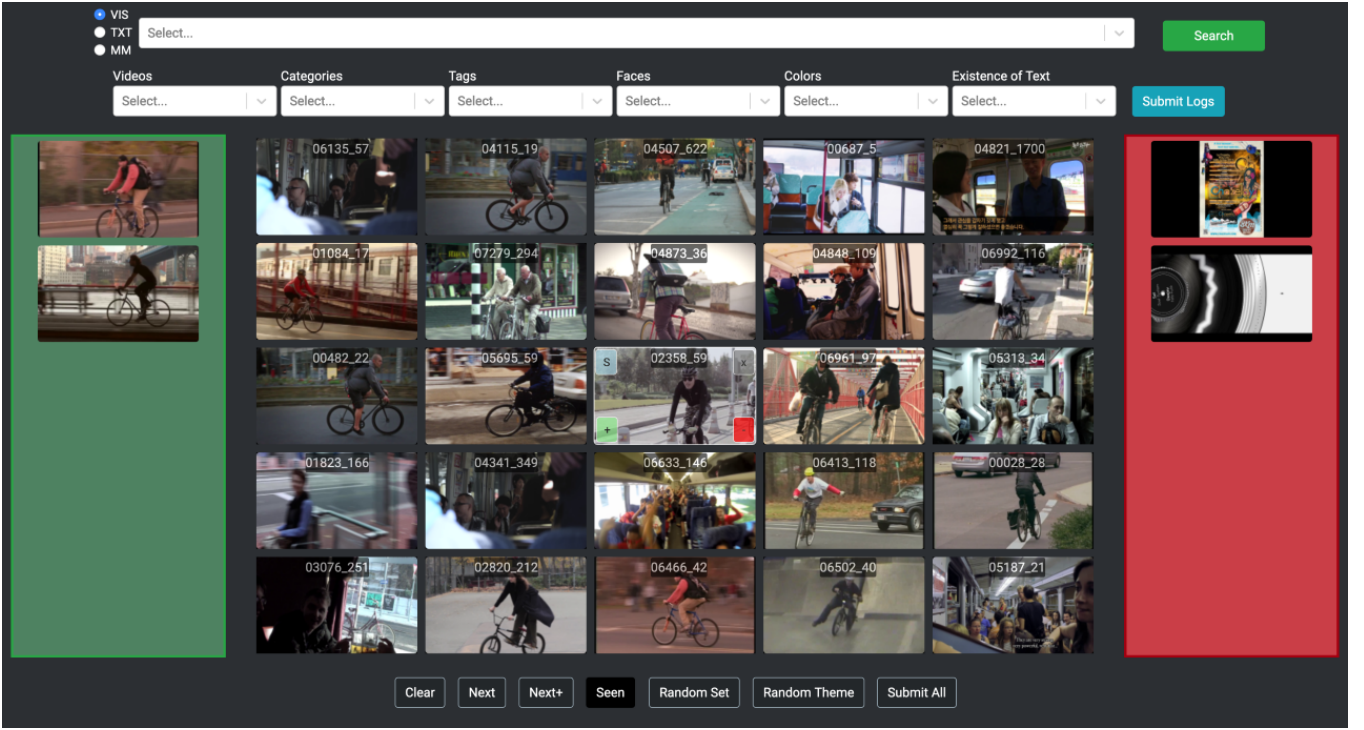 VIS
TXT
MM
Select...
Search
Videos
Categories
Tags
Faces
Colors
Existence of Text
Select...
Select...
Select...
Select...
Select...
Select...
Submit Logs
06135_57
04115_19
04507_622
00687_5
04821_1700
01084_17
07279_294
04873_36
04848_109
06992_116
00482_22
05695_59
S
02358_59
x
+
-
06961_97
05313_34
01823_166
04341_349
06633_146
06413_118
00028_28
03076_251
02820_212
06466_42
06502_40
05187_21
Clear
Next
Next+
Seen
Random Set
Random Theme
Submit All